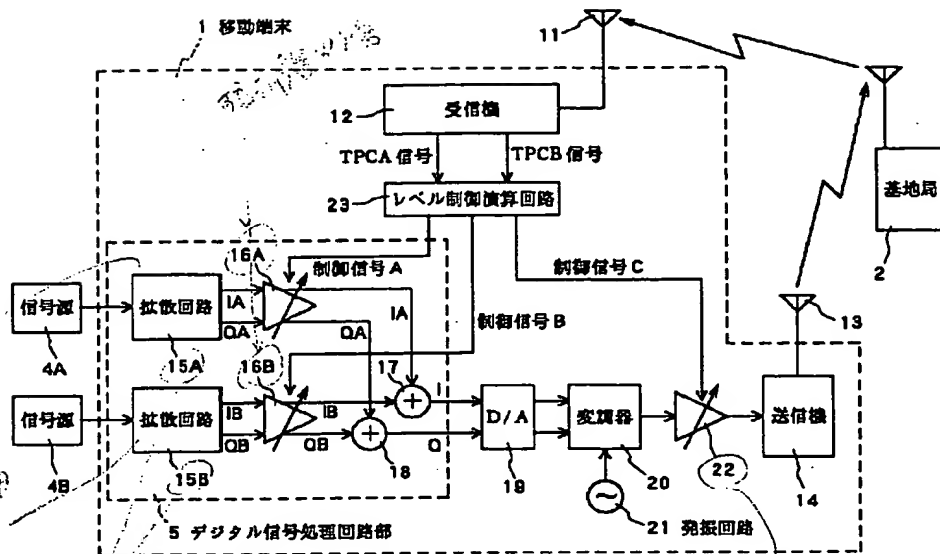 1 移動端末
11
12
受信機
TPCA 信号
TPCB 信号
23
レベル制御演算回路
基地局
2
制御信号A
制御信号B
制御信号C
信号源
4A
拡散回路
15A
IA
QA
16A
IA
QA
信号源
4B
拡散回路
15B
IB
QB
16B
IB
QB
17
18
I
Q
D/A
19
変調器
20
21 発振回路
22
送信機
14
13
5 デジタル信号処理回路部